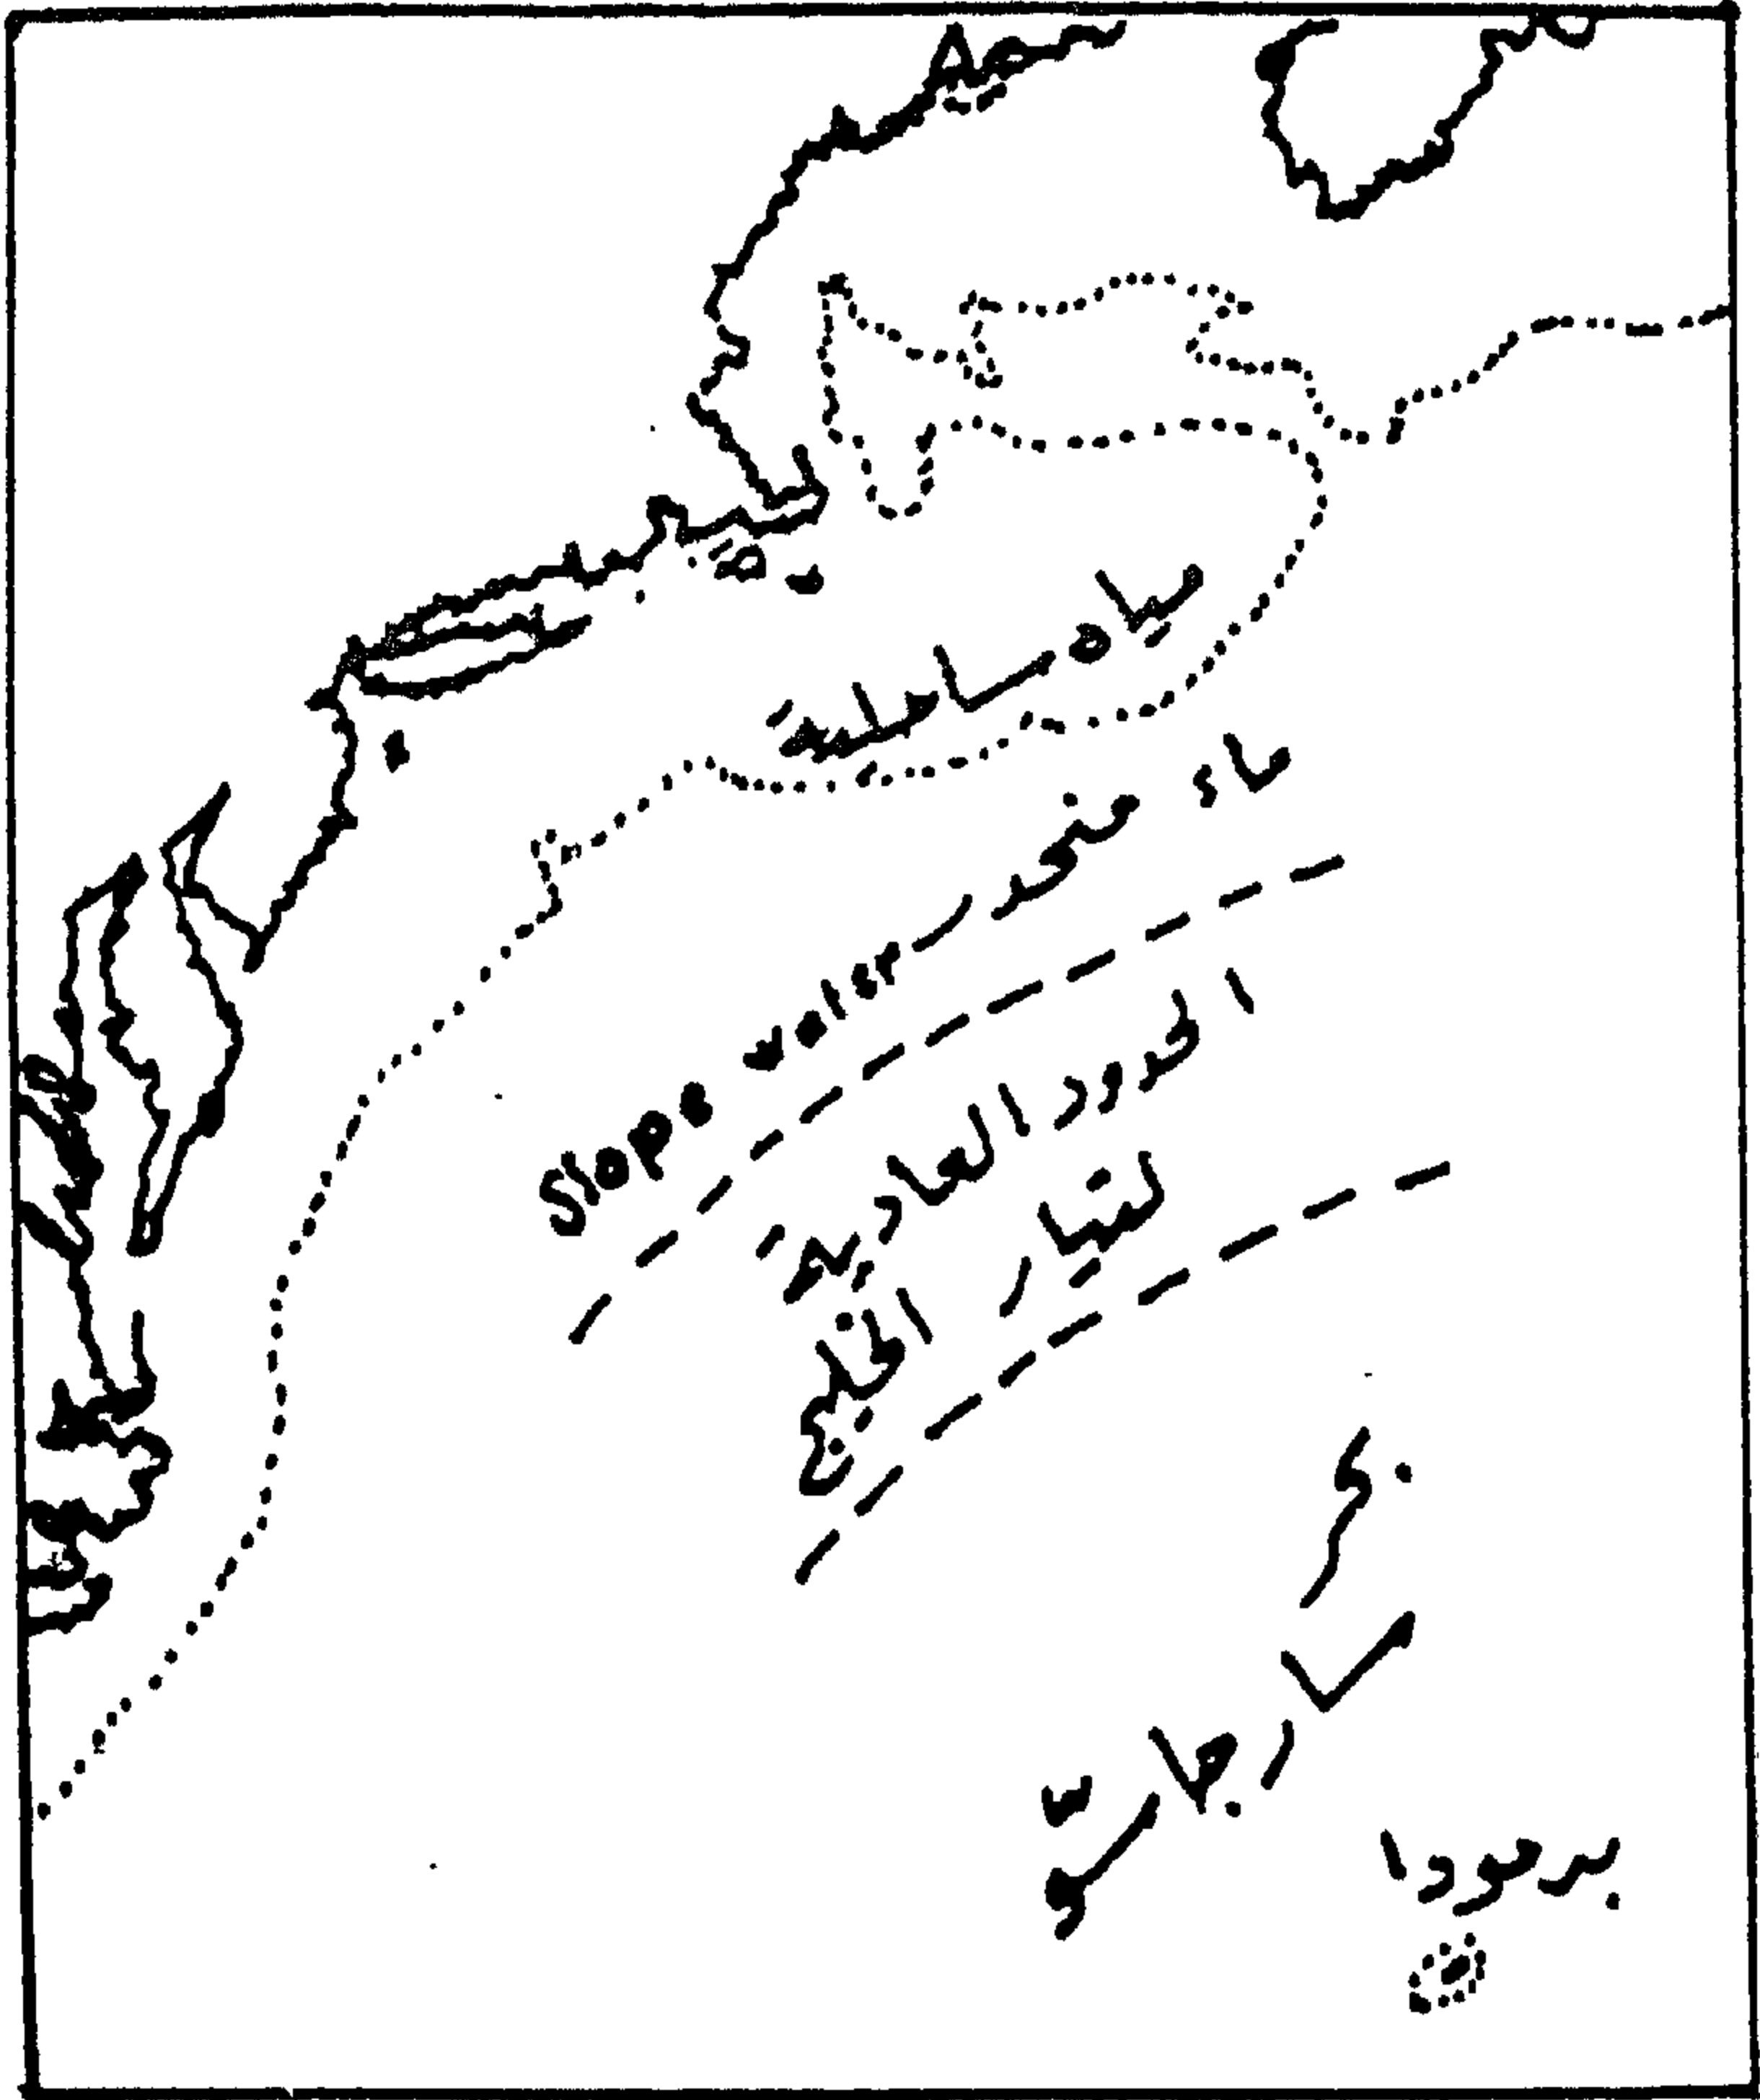 مياه ساحلية
ماء منحدر slope water
الحدود العادية
لتيار الخليج
بحر
سارجاسو
برمودا